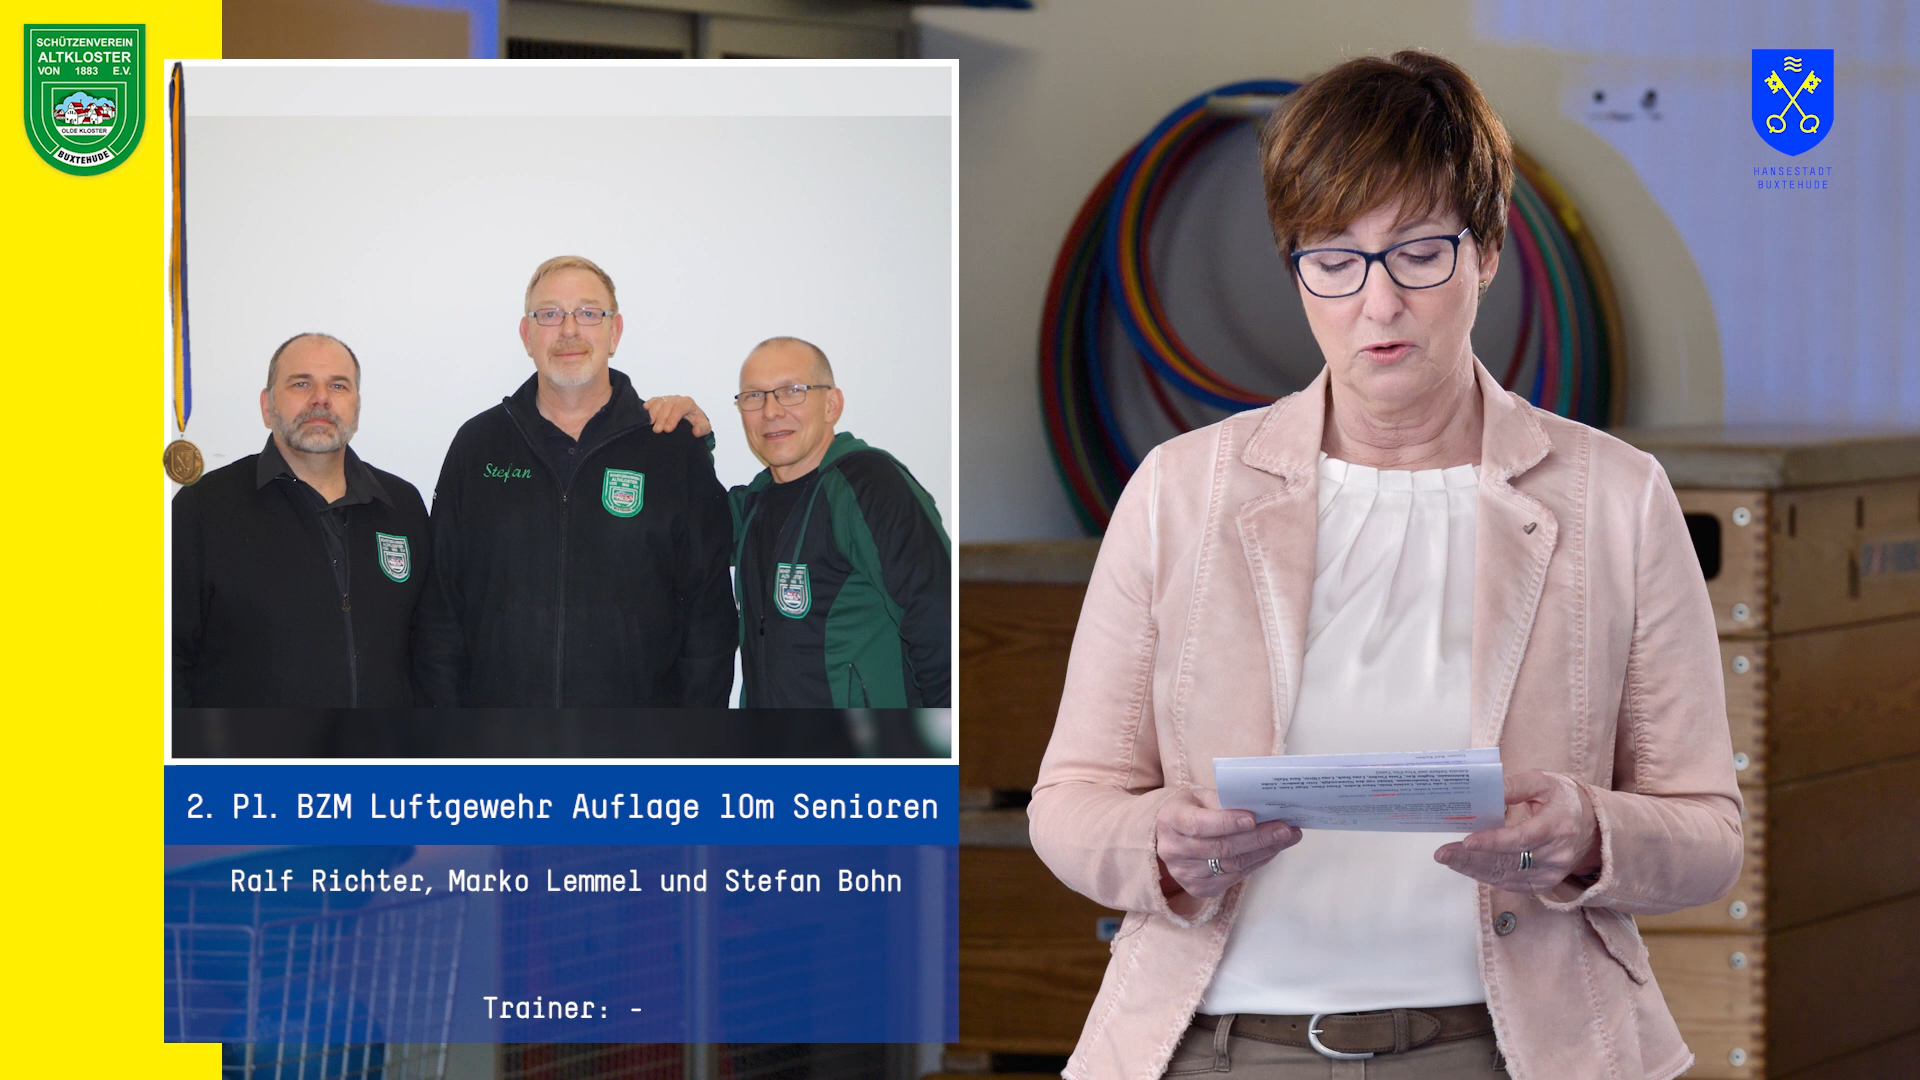 SCHÜTZENVEREIN
ALTKLOSTER
VON 1883 E.V.
OLDE KLOSTER
BUXTEHUDE
Stefan
HANSESTADT
BUXTEHUDE
2. Pl. BZM Luftgewehr Auflage 10m Senioren
Ralf Richter, Marko Lemmel und Stefan Bohn
Trainer: -